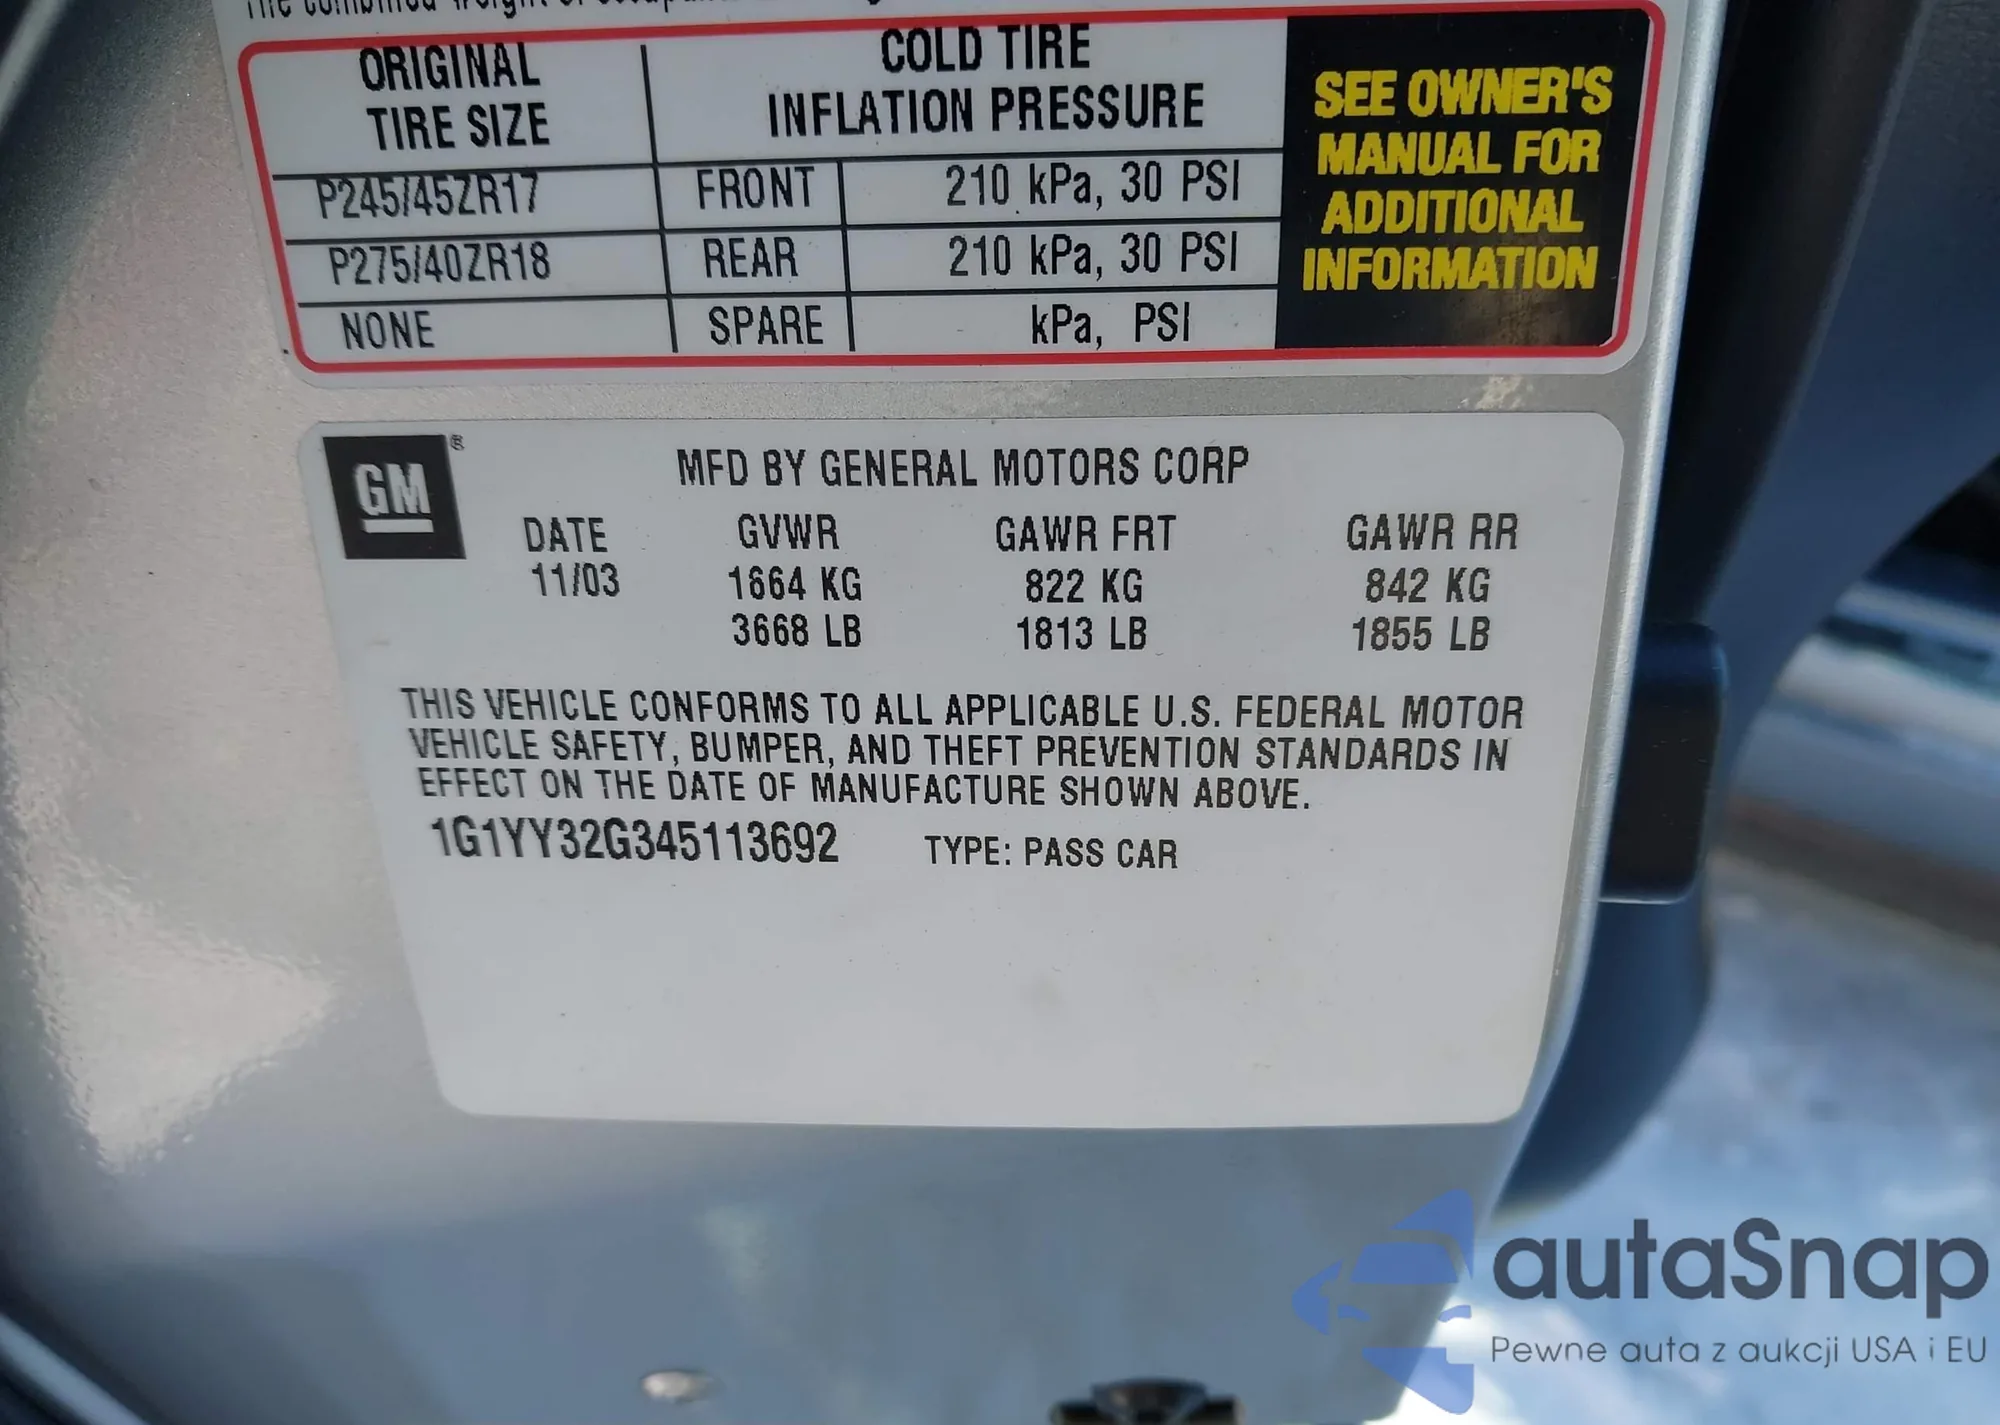 The combined weight of
ORIGINAL TIRE SIZE
COLD TIRE INFLATION PRESSURE
SEE OWNER'S MANUAL FOR ADDITIONAL INFORMATION
P245/45ZR17 FRONT 210 kPa, 30 PSI
P275/40ZR18 REAR 210 kPa, 30 PSI
NONE SPARE kPa, PSI
GM ®
MFD BY GENERAL MOTORS CORP
DATE GVWR GAWR FRT GAWR RR
11/03 1664 KG 822 KG 842 KG
3668 LB 1813 LB 1855 LB
THIS VEHICLE CONFORMS TO ALL APPLICABLE U.S. FEDERAL MOTOR
VEHICLE SAFETY, BUMPER, AND THEFT PREVENTION STANDARDS IN
EFFECT ON THE DATE OF MANUFACTURE SHOWN ABOVE.
1G1YY32G345113692 TYPE: PASS CAR
autaSnap
Pewne auta z aukcji USA i EU